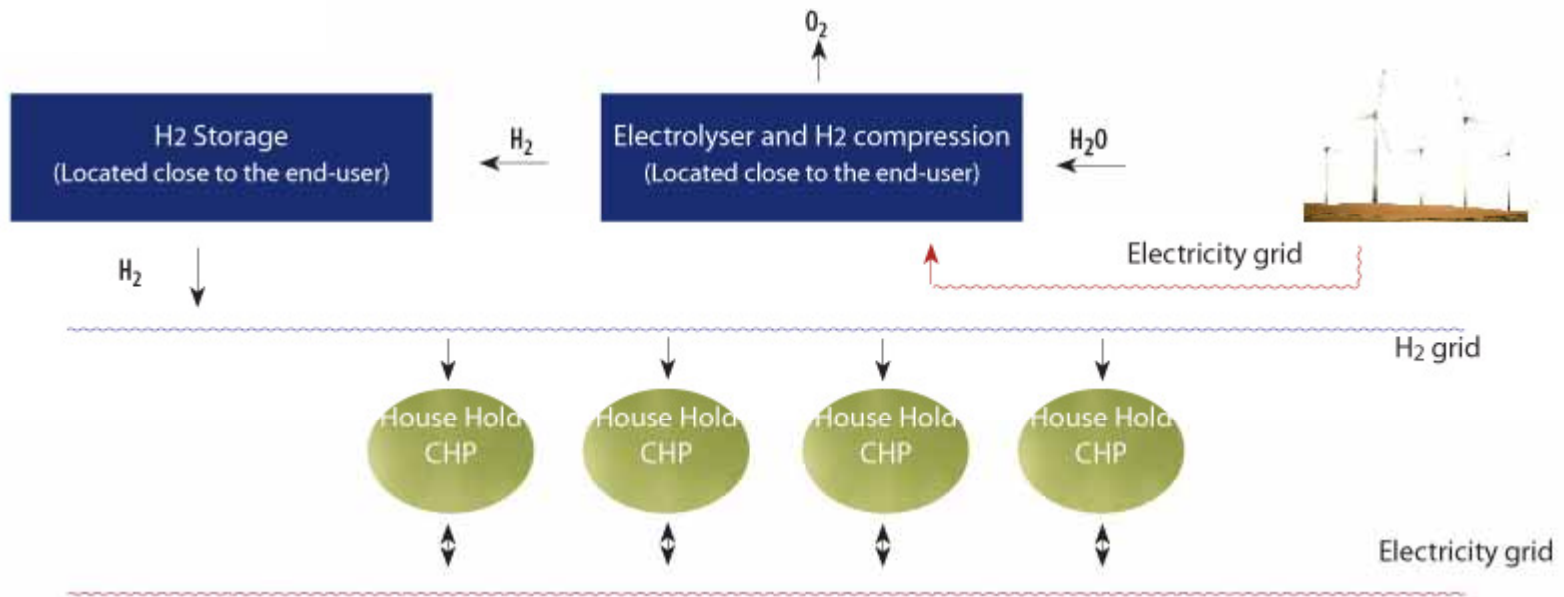 O₂
H2 Storage
(Located close to the end-user)
H₂
Electrolyser and H2 compression
(Located close to the end-user)
H₂O
H₂
Electricity grid
H2 grid
House Hold
CHP
House Hold
CHP
House Hold
CHP
House Hold
CHP
Electricity grid